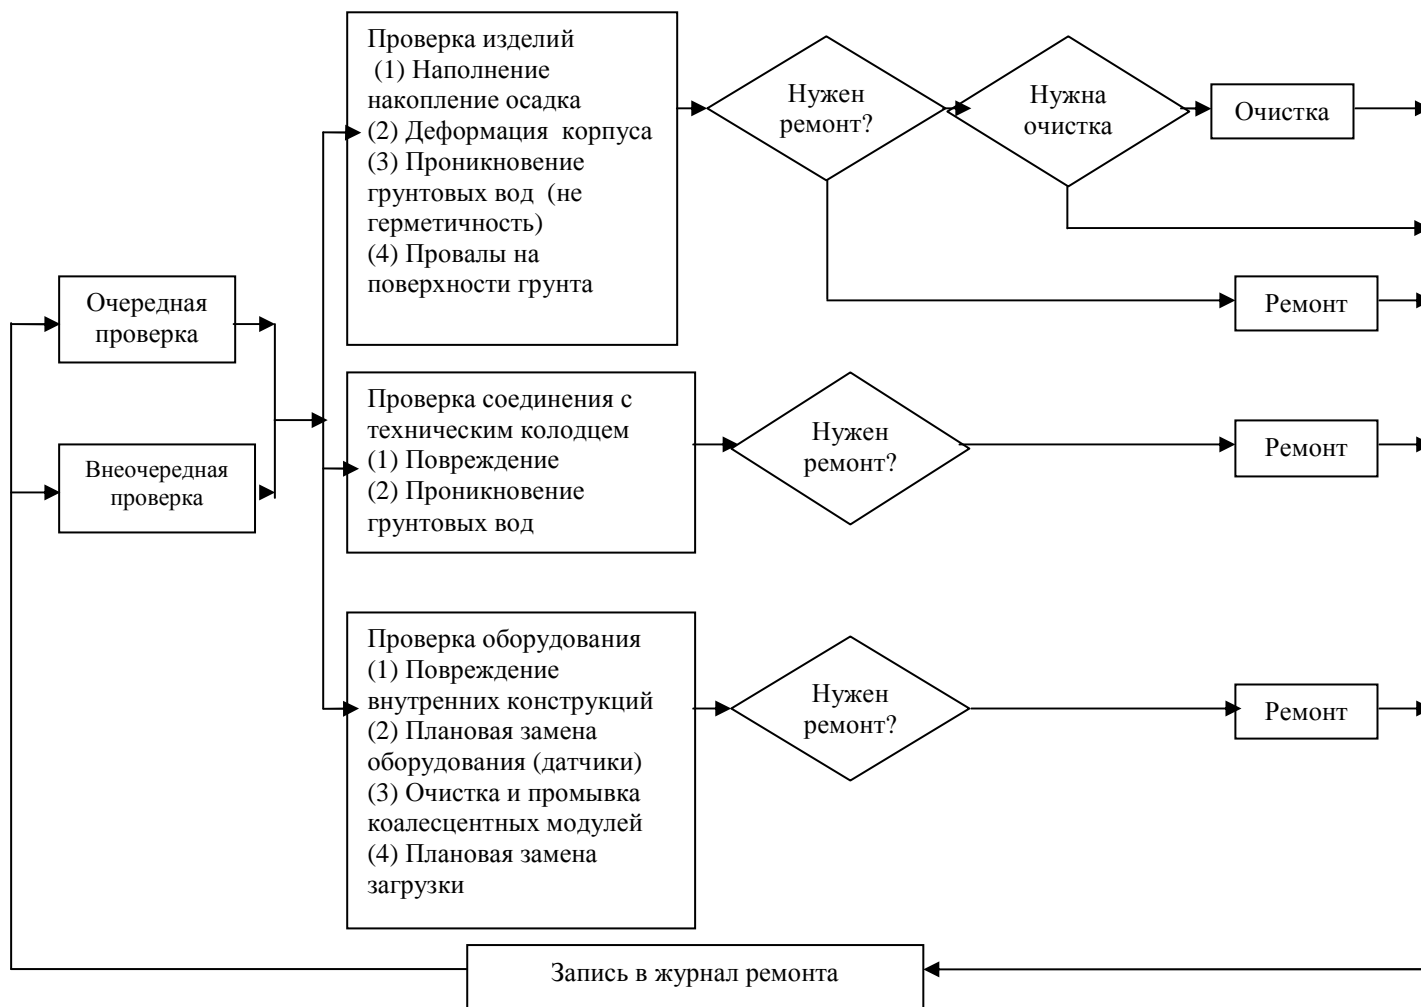 Проверка изделий
(1) Наполнение
накопление осадка
(2) Деформация корпуса
(3) Проникновение
грунтовых вод (не
герметичность)
(4) Провалы на
поверхности грунта
Нужен
ремонт?
Нужна
очистка
Очистка
Ремонт
Очередная
проверка
Внеочередная
проверка
Проверка соединения с
техническим колодцем
(1) Повреждение
(2) Проникновение
грунтовых вод
Нужен
ремонт?
Ремонт
Проверка оборудования
(1) Повреждение
внутренних конструкций
(2) Плановая замена
оборудования (датчики)
(3) Очистка и промывка
коалесцентных модулей
(4) Плановая замена
загрузки
Нужен
ремонт?
Ремонт
Запись в журнал ремонта